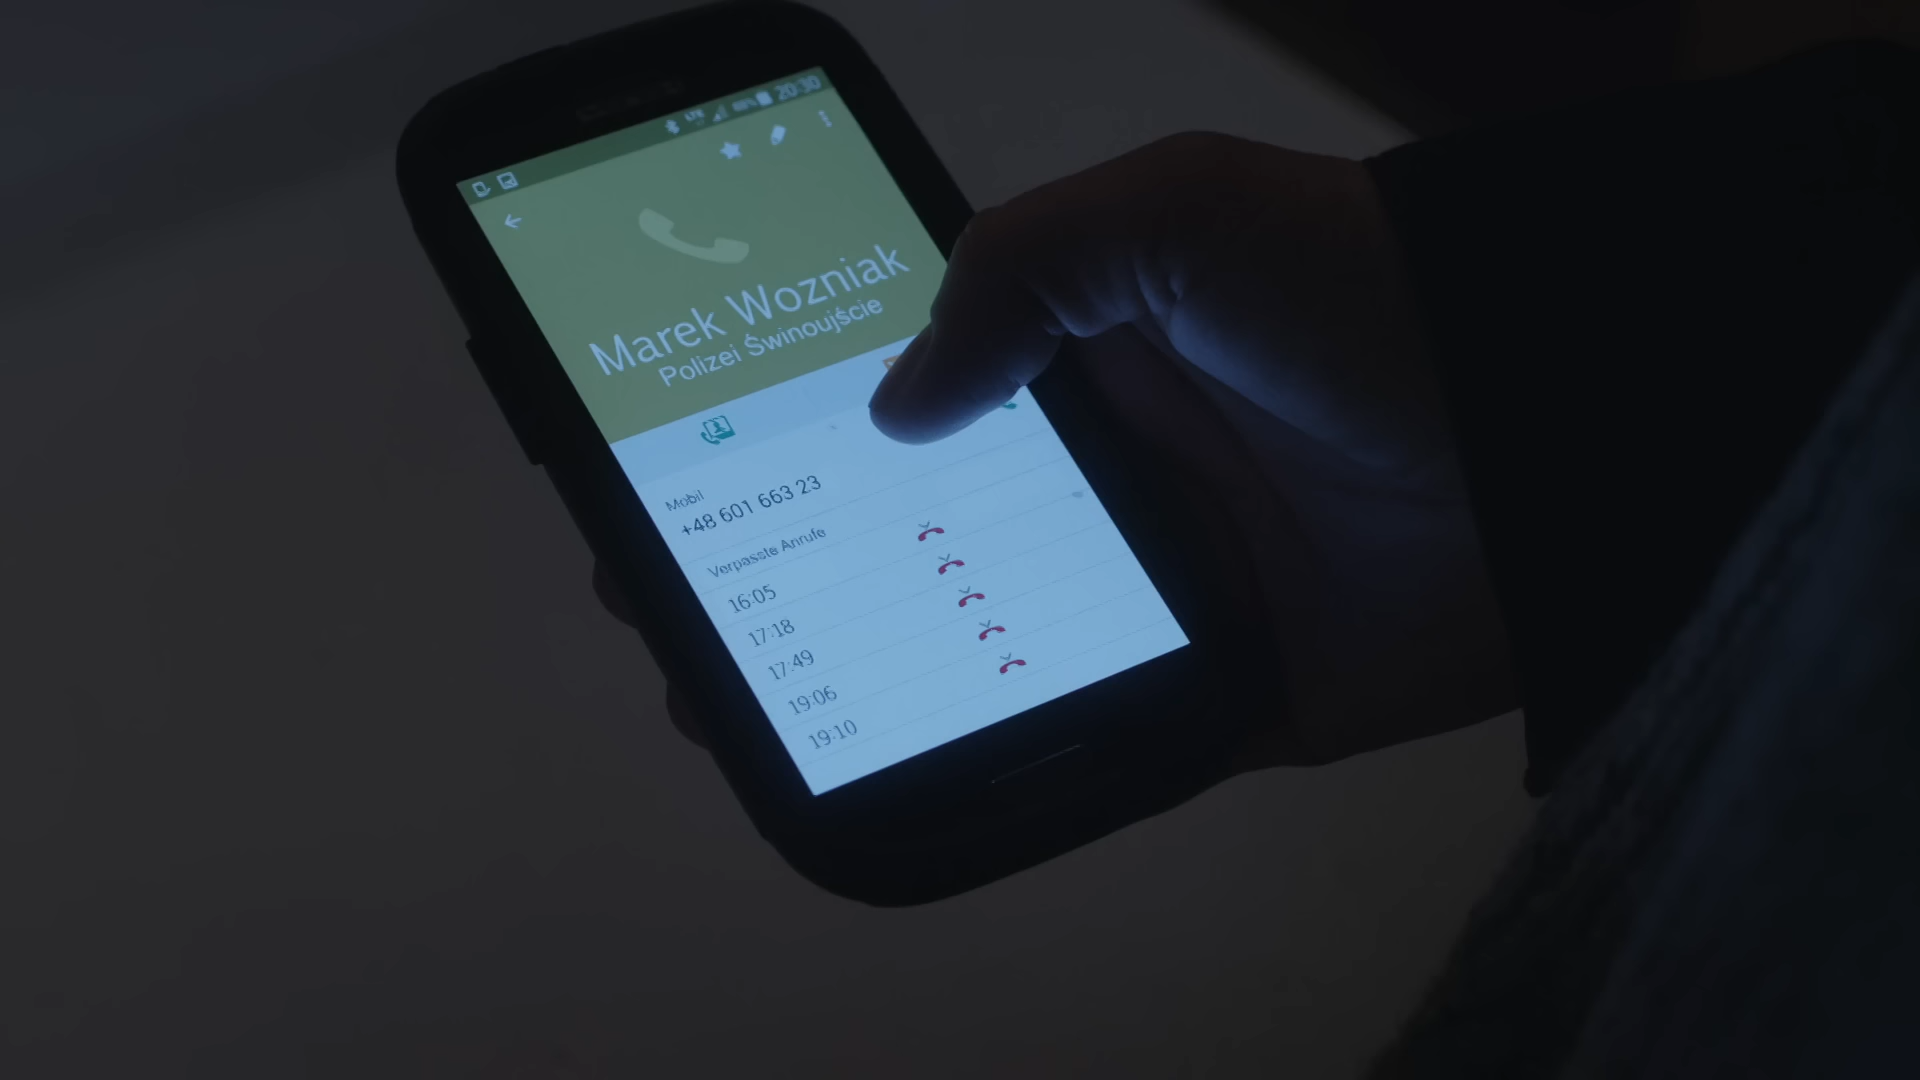 20:30
Marek Wozniak
Polizei Świnoujście
Mobil
+48 601 663 23
Verpasste Anrufe
16:05
17:18
17:49
19:06
19:10